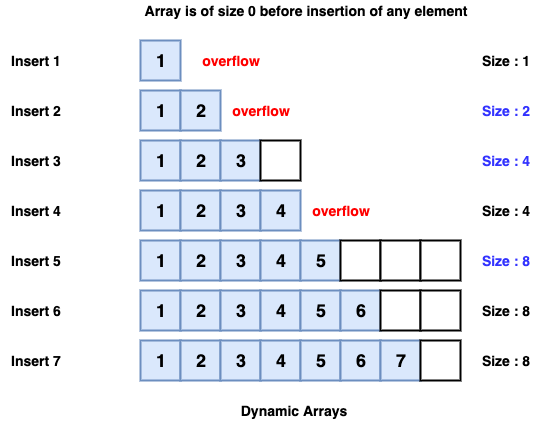 Array is of size 0 before insertion of any element
Insert 1 1 overflow Size : 1
Insert 2 1 2 overflow Size : 2
Insert 3 1 2 3 Size : 4
Insert 4 1 2 3 4 overflow Size : 4
Insert 5 1 2 3 4 5 Size : 8
Insert 6 1 2 3 4 5 6 Size : 8
Insert 7 1 2 3 4 5 6 7 Size : 8
Dynamic Arrays